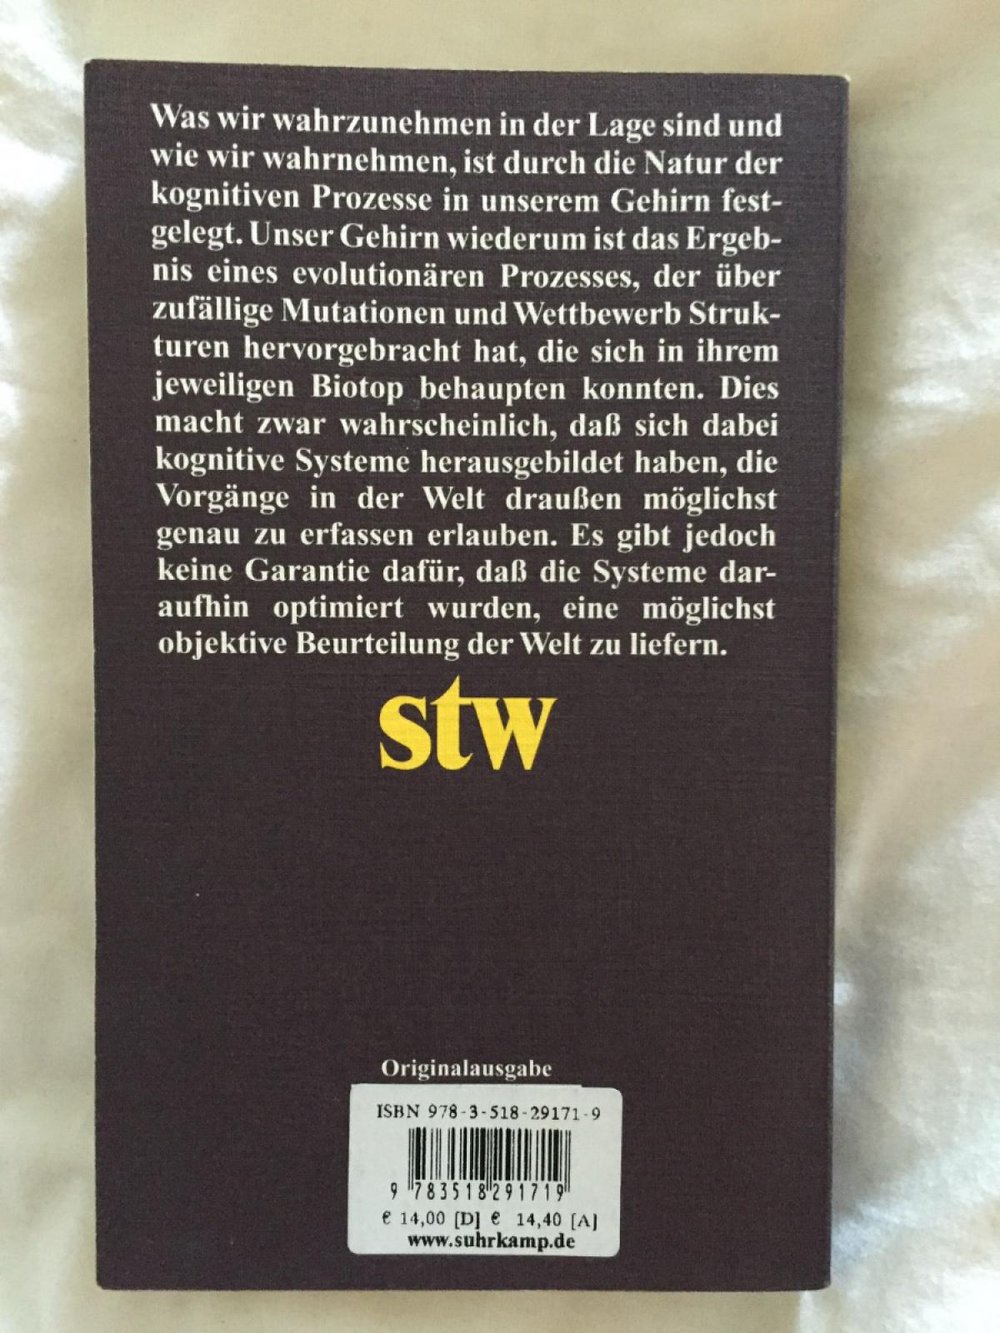 Was wir wahrzunehmen in der Lage sind und
wie wir wahrnehmen, ist durch die Natur der
kognitiven Prozesse in unserem Gehirn fest-
gelegt. Unser Gehirn wiederum ist das Ergeb-
nis eines evolutionären Prozesses, der über
zufällige Mutationen und Wettbewerb Struk-
turen hervorgebracht hat, die sich in ihrem
jeweiligen Biotop behaupten konnten. Dies
macht zwar wahrscheinlich, daß sich dabei
kognitive Systeme herausgebildet haben, die
Vorgänge in der Welt draußen möglichst
genau zu erfassen erlauben. Es gibt jedoch
keine Garantie dafür, daß die Systeme dar-
aufhin optimiert wurden, eine möglichst
objektive Beurteilung der Welt zu liefern.
stw
Originalausgabe
ISBN 978-3-518-29171-9
9 783518 291719
€ 14,00 [D] € 14,40 [A]
www.suhrkamp.de